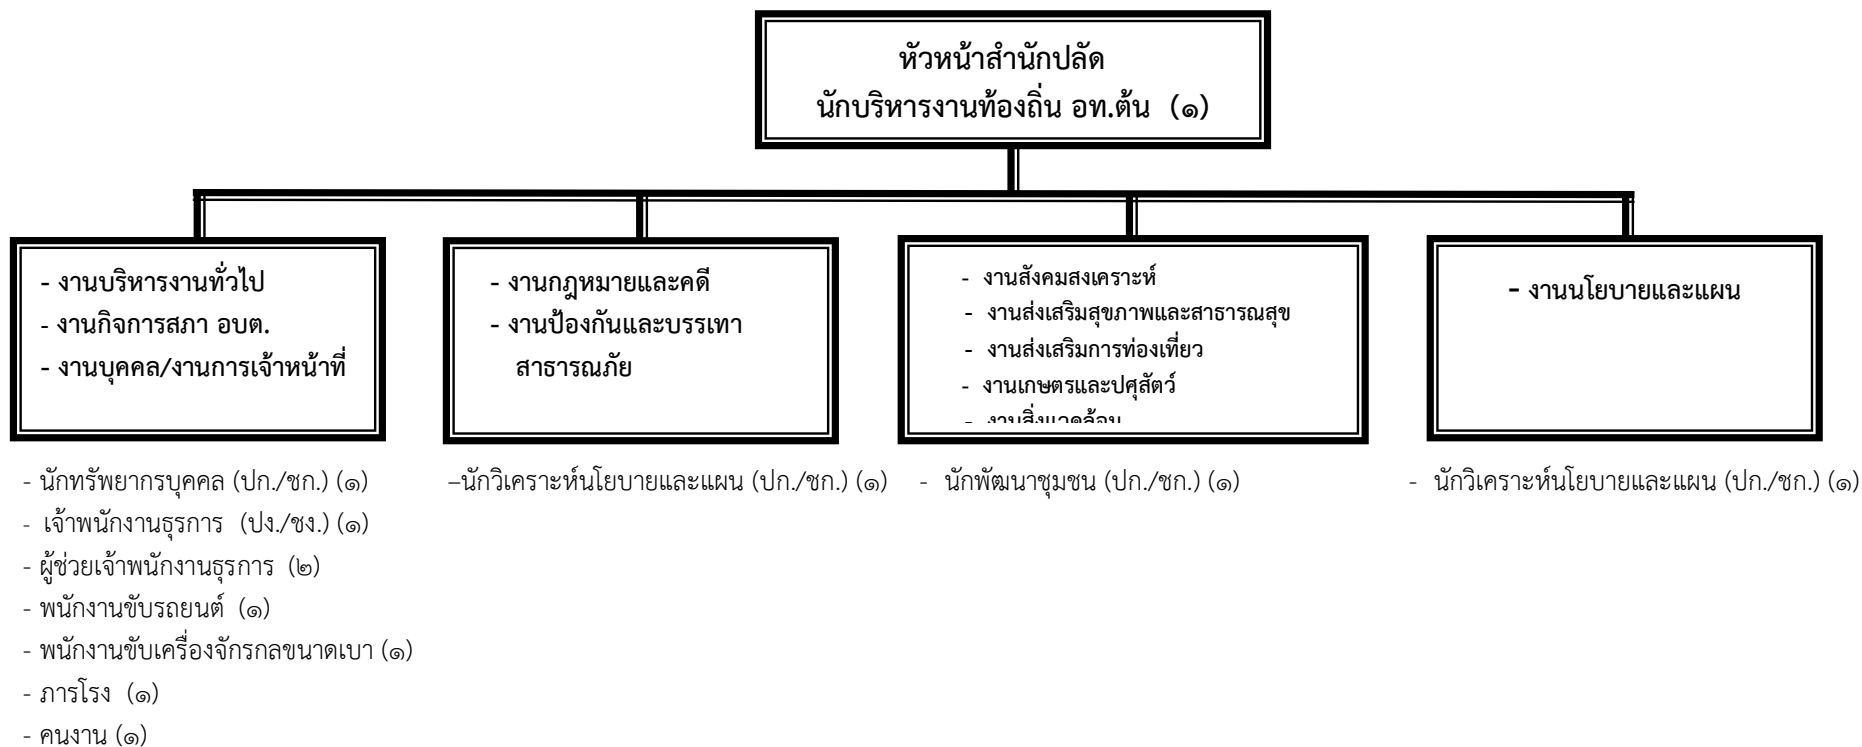 หัวหน้าสำนักปลัด
นักบริหารงานท้องถิ่น อท.ต้น (๑)
- งานบริหารงานทั่วไป
- งานกิจการสภา อบต.
- งานบุคคล/งานการเจ้าหน้าที่
- งานกฎหมายและคดี
- งานป้องกันและบรรเทา
สาธารณภัย
- งานสังคมสงเคราะห์
- งานส่งเสริมสุขภาพและสาธารณสุข
- งานส่งเสริมการท่องเที่ยว
- งานเกษตรและปศุสัตว์
- งานสิ่งแวดล้อม
- งานนโยบายและแผน
- นักทรัพยากรบุคคล (ปก./ชก.) (๑)
- เจ้าพนักงานธุรการ (ปง./ชง.) (๑)
- ผู้ช่วยเจ้าพนักงานธุรการ (๒)
- พนักงานขับรถยนต์ (๑)
- พนักงานขับเครื่องจักรกลขนาดเบา (๑)
- ภารโรง (๑)
- คนงาน (๑)
–นักวิเคราะห์นโยบายและแผน (ปก./ชก.) (๑)
- นักพัฒนาชุมชน (ปก./ชก.) (๑)
- นักวิเคราะห์นโยบายและแผน (ปก./ชก.) (๑)